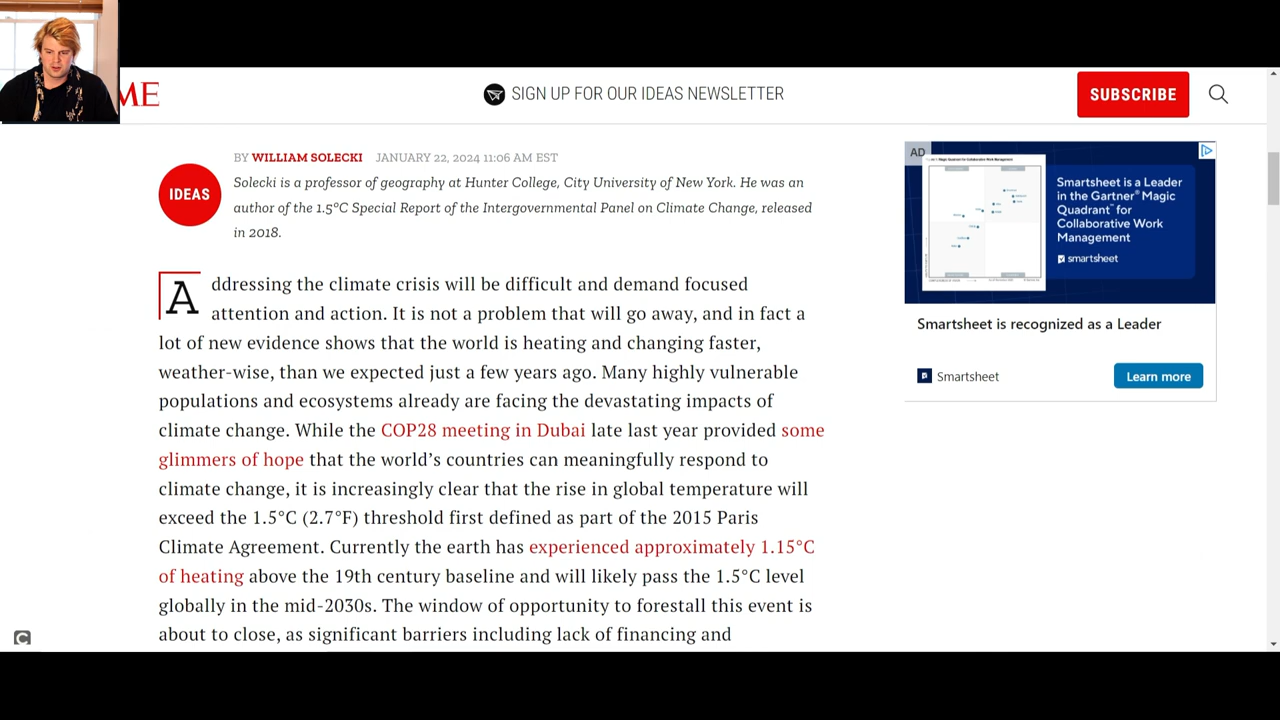 ME
SIGN UP FOR OUR IDEAS NEWSLETTER
SUBSCRIBE
IDEAS
BY WILLIAM SOLECKI JANUARY 22, 2024 11:06 AM EST
Solecki is a professor of geography at Hunter College, City University of New York. He was an
author of the 1.5°C Special Report of the Intergovernmental Panel on Climate Change, released
in 2018.
Addressing the climate crisis will be difficult and demand focused
attention and action. It is not a problem that will go away, and in fact a
lot of new evidence shows that the world is heating and changing faster,
weather-wise, than we expected just a few years ago. Many highly vulnerable
populations and ecosystems already are facing the devastating impacts of
climate change. While the COP28 meeting in Dubai late last year provided some
glimmers of hope that the world's countries can meaningfully respond to
climate change, it is increasingly clear that the rise in global temperature will
exceed the 1.5°C (2.7°F) threshold first defined as part of the 2015 Paris
Climate Agreement. Currently the earth has experienced approximately 1.15°C
of heating above the 19th century baseline and will likely pass the 1.5°C level
globally in the mid-2030s. The window of opportunity to forestall this event is
about to close, as significant barriers including lack of financing and
AD
Smartsheet is a Leader
in the Gartner® Magic
Quadrant™ for
Collaborative Work
Management
smartsheet
Smartsheet is recognized as a Leader
Smartsheet
Learn more